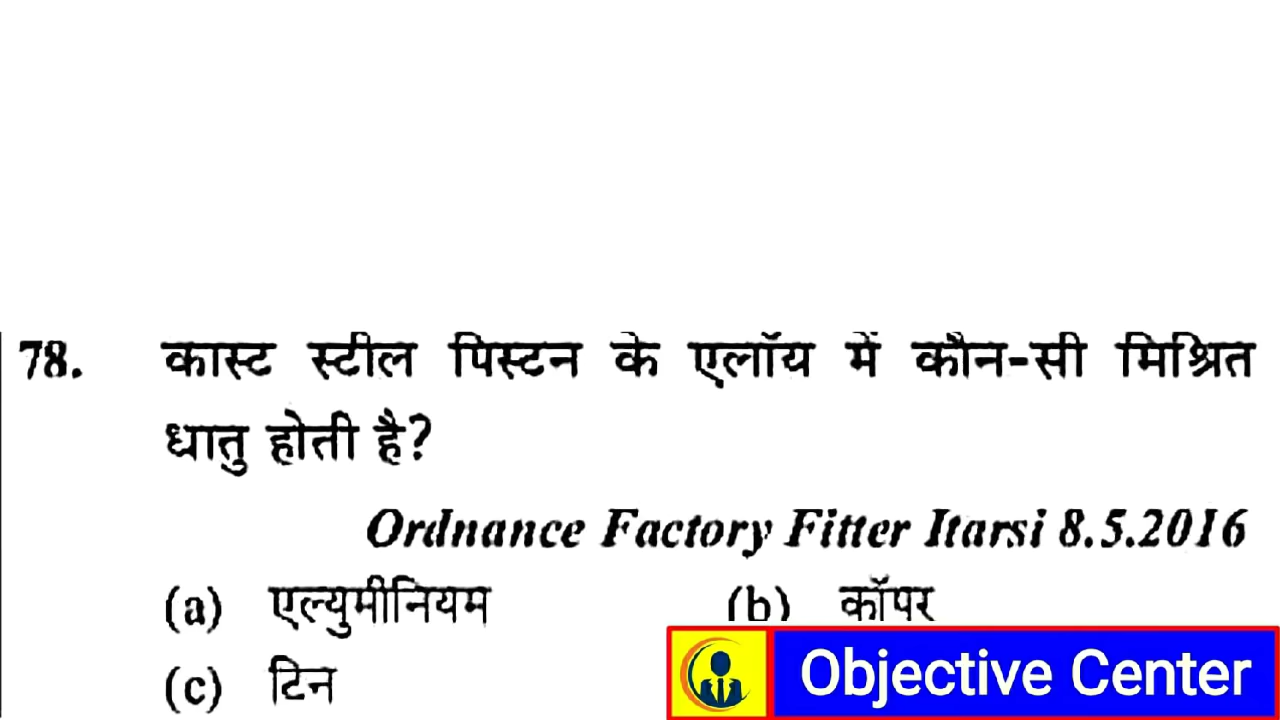 78. कास्ट स्टील पिस्टन के एलॉय में कौन-सी मिश्रित
धातु होती है?
Ordnance Factory Fitter Itarsi 8.5.2016
(a) एल्युमीनियम (b) कॉपर
(c) टिन
Objective Center